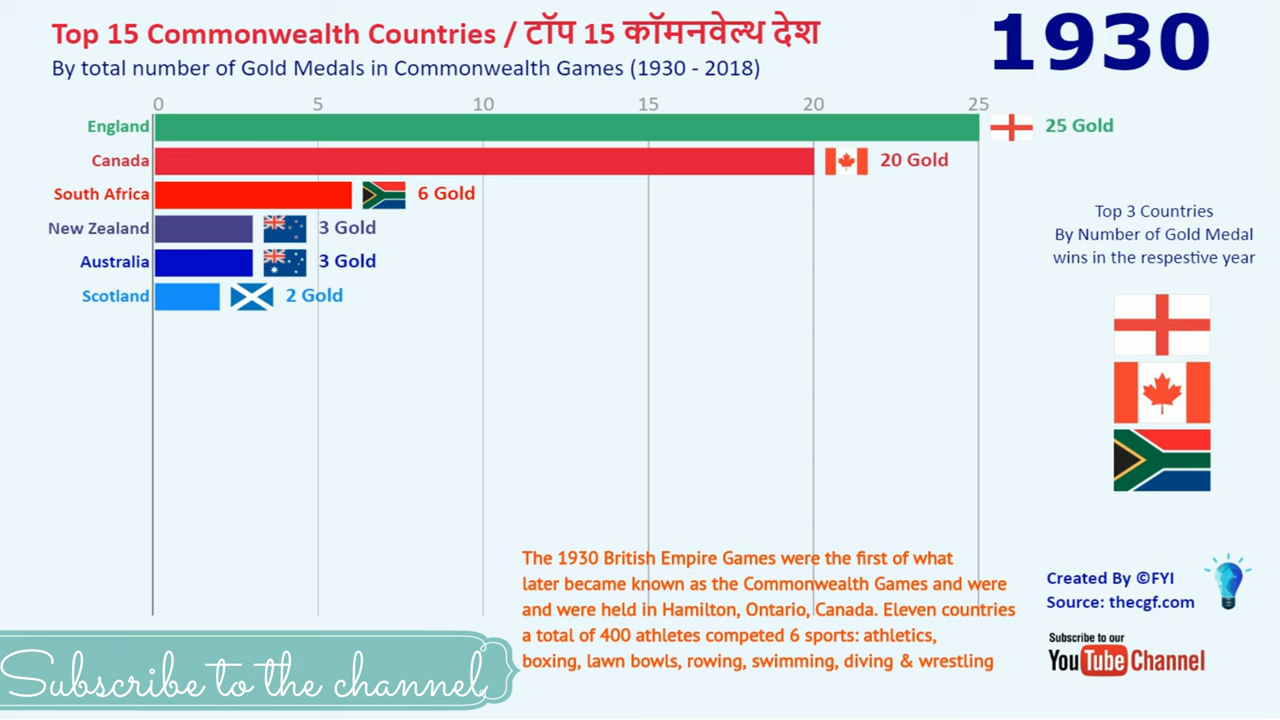 Top 15 Commonwealth Countries / टॉप 15 कॉमनवेल्थ देश
By total number of Gold Medals in Commonwealth Games (1930 - 2018)
1930
0 5 10 15 20 25
England 25 Gold
Canada 20 Gold
South Africa 6 Gold
New Zealand 3 Gold
Australia 3 Gold
Scotland 2 Gold
Top 3 Countries
By Number of Gold Medal
wins in the respestive year
The 1930 British Empire Games were the first of what
later became known as the Commonwealth Games and were
and were held in Hamilton, Ontario, Canada. Eleven countries
a total of 400 athletes competed 6 sports: athletics,
boxing, lawn bowls, rowing, swimming, diving & wrestling
Created By ©FYI
Source: thecgf.com
Subscribe to our
YouTube Channel
Subscribe to the channel